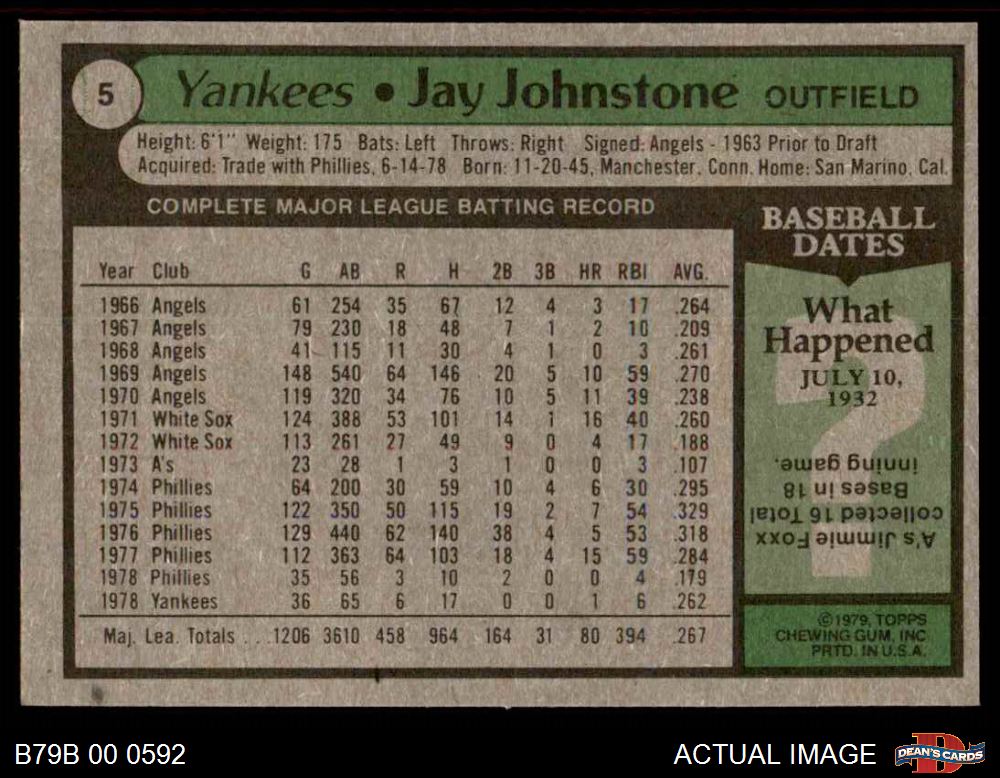 5 Yankees • Jay Johnstone OUTFIELD
Height: 6'1" Weight: 175 Bats: Left Throws: Right Signed: Angels - 1963 Prior to Draft
Acquired: Trade with Phillies, 6-14-78 Born: 11-20-45, Manchester, Conn. Home: San Marino, Cal.
COMPLETE MAJOR LEAGUE BATTING RECORD
Year Club G AB R H 2B 3B HR RBI AVG.
1966 Angels 61 254 35 67 12 4 3 17 .264
1967 Angels 79 230 18 48 7 1 2 10 .209
1968 Angels 41 115 11 30 4 1 0 3 .261
1969 Angels 148 540 64 146 20 5 10 59 .270
1970 Angels 119 320 34 76 10 5 11 39 .238
1971 White Sox 124 388 53 101 14 1 16 40 .260
1972 White Sox 113 261 27 49 9 0 4 17 .188
1973 A's 23 28 1 3 1 0 0 3 .107
1974 Phillies 64 200 30 59 10 4 6 30 .295
1975 Phillies 122 350 50 115 19 2 7 54 .329
1976 Phillies 129 440 62 140 38 4 5 53 .318
1977 Phillies 112 363 64 103 18 4 15 59 .284
1978 Phillies 35 56 3 10 2 0 0 4 .179
1978 Yankees 36 65 6 17 0 0 1 6 .262
Maj. Lea. Totals ...1206 3610 458 964 164 31 80 394 .267
BASEBALL
DATES
What
Happened
JULY 10,
1932
?
A's Jimmie Foxx
collected 16 Total
Bases in 18
inning game.
©1979, TOPPS
CHEWING GUM, INC
PRTD. IN U.S.A.
B79B 00 0592
ACTUAL IMAGE
DEAN'S CARDS